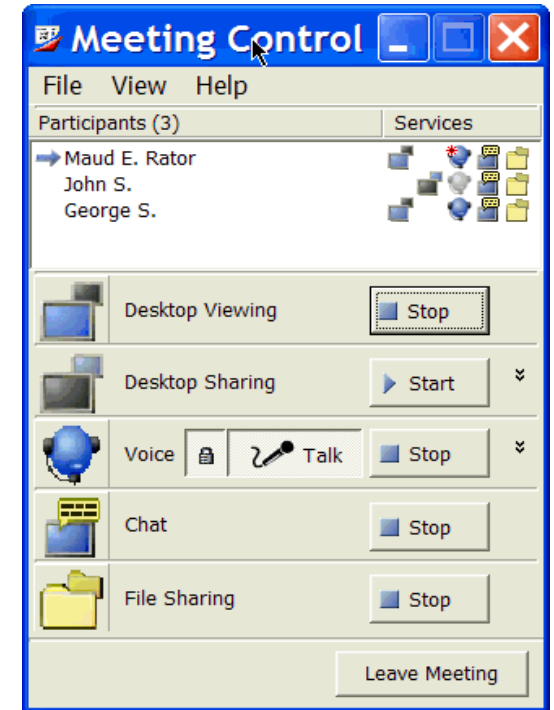 Meeting Control
File View Help
Participants (3) Services
Maud E. Rator
John S.
George S.
Desktop Viewing Stop
Desktop Sharing Start
Voice Talk Stop
Chat Stop
File Sharing Stop
Leave Meeting